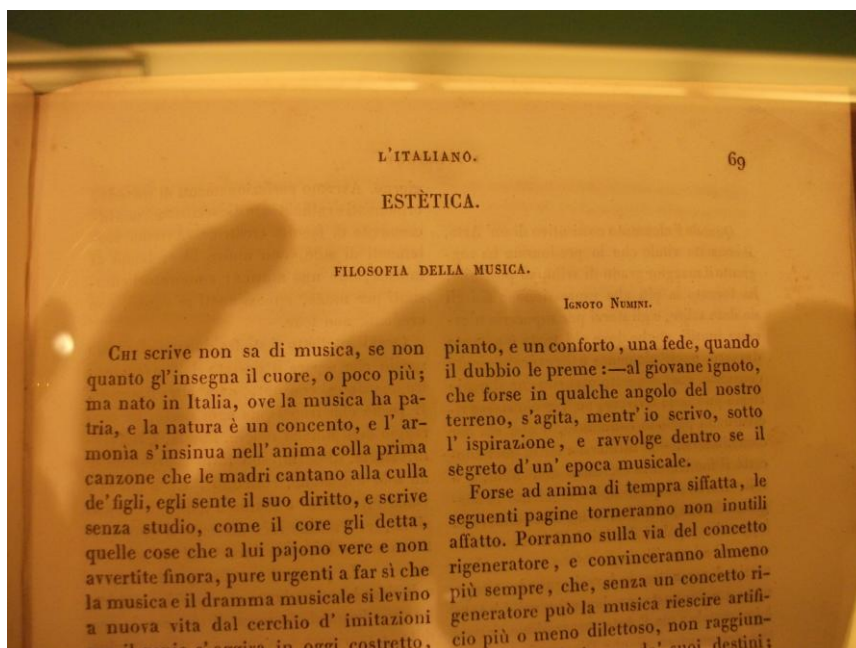 L'ITALIANO.
69
ESTÈTICA.
FILOSOFIA DELLA MUSICA.
IGNOTO NUMINI.
CHI scrive non sa di musica, se non
quanto gl'insegna il cuore, o poco più;
ma nato in Italia, ove la musica ha pa-
tria, e la natura è un concento, e l' ar-
monìa s'insinua nell'anima colla prima
canzone che le madri cantano alla culla
de' figli, egli sente il suo diritto, e scrive
senza studio, come il core gli detta,
quelle cose che a lui pajono vere e non
avvertite finora, pure urgenti a far sì che
la musica e il dramma musicale si levino
a nuova vita dal cerchio d' imitazioni
in oggi costretto,
pianto, e un conforto, una fede, quando
il dubbio le preme :—al giovane ignoto,
che forse in qualche angolo del nostro
terreno, s'agita, mentr' io scrivo, sotto
l' ispirazione, e ravvolge dentro se il
segreto d'un' epoca musicale.
Forse ad anima di tempra siffatta, le
seguenti pagine torneranno non inutili
affatto. Porranno sulla via del concetto
rigeneratore, e convinceranno almeno
più sempre, che, senza un concetto ri-
generatore può la musica riescire artifi-
cio più o meno dilettoso, non raggiun-
de' suoi destini;